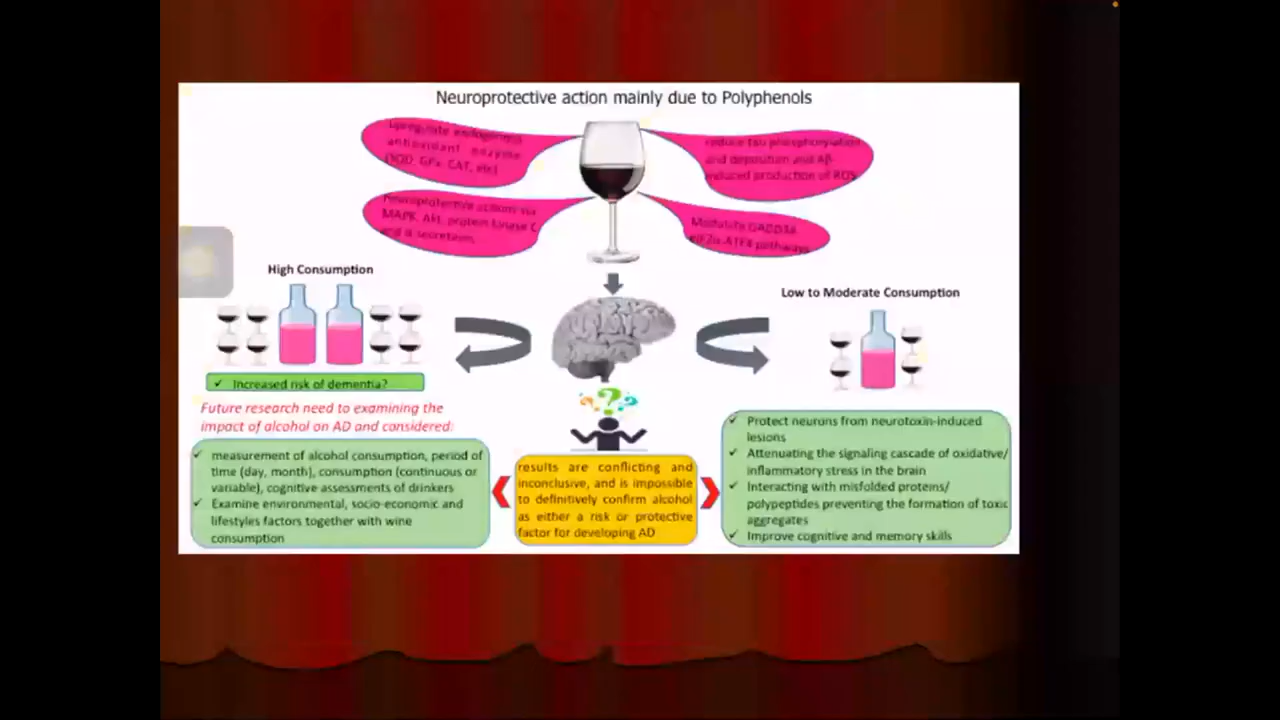 Neuroprotective action mainly due to Polyphenols
upregulate endogenous
antioxidant enzyme
(SOD, GPx, CAT, etc)
reduce tau phosphorylation
and deposition and Aβ-
induced production of ROS
neuroprotective actions via
MAPK, Akt, protein kinase C
and α secretases
Modulate GADD34
eIF2α-ATF4 pathways
High Consumption
Low to Moderate Consumption
✓ Increased risk of dementia?
Future research need to examining the
impact of alcohol on AD and considered:
✓ measurement of alcohol consumption, period of
time (day, month), consumption (continuous or
variable), cognitive assessments of drinkers
✓ Examine environmental, socio-economic and
lifestyles factors together with wine
consumption
?
results are conflicting and
inconclusive, and is impossible
to definitively confirm alcohol
as either a risk or protective
factor for developing AD
✓ Protect neurons from neurotoxin-induced
lesions
✓ Attenuating the signaling cascade of oxidative/
inflammatory stress in the brain
✓ Interacting with misfolded proteins/
polypeptides preventing the formation of toxic
aggregates
✓ Improve cognitive and memory skills